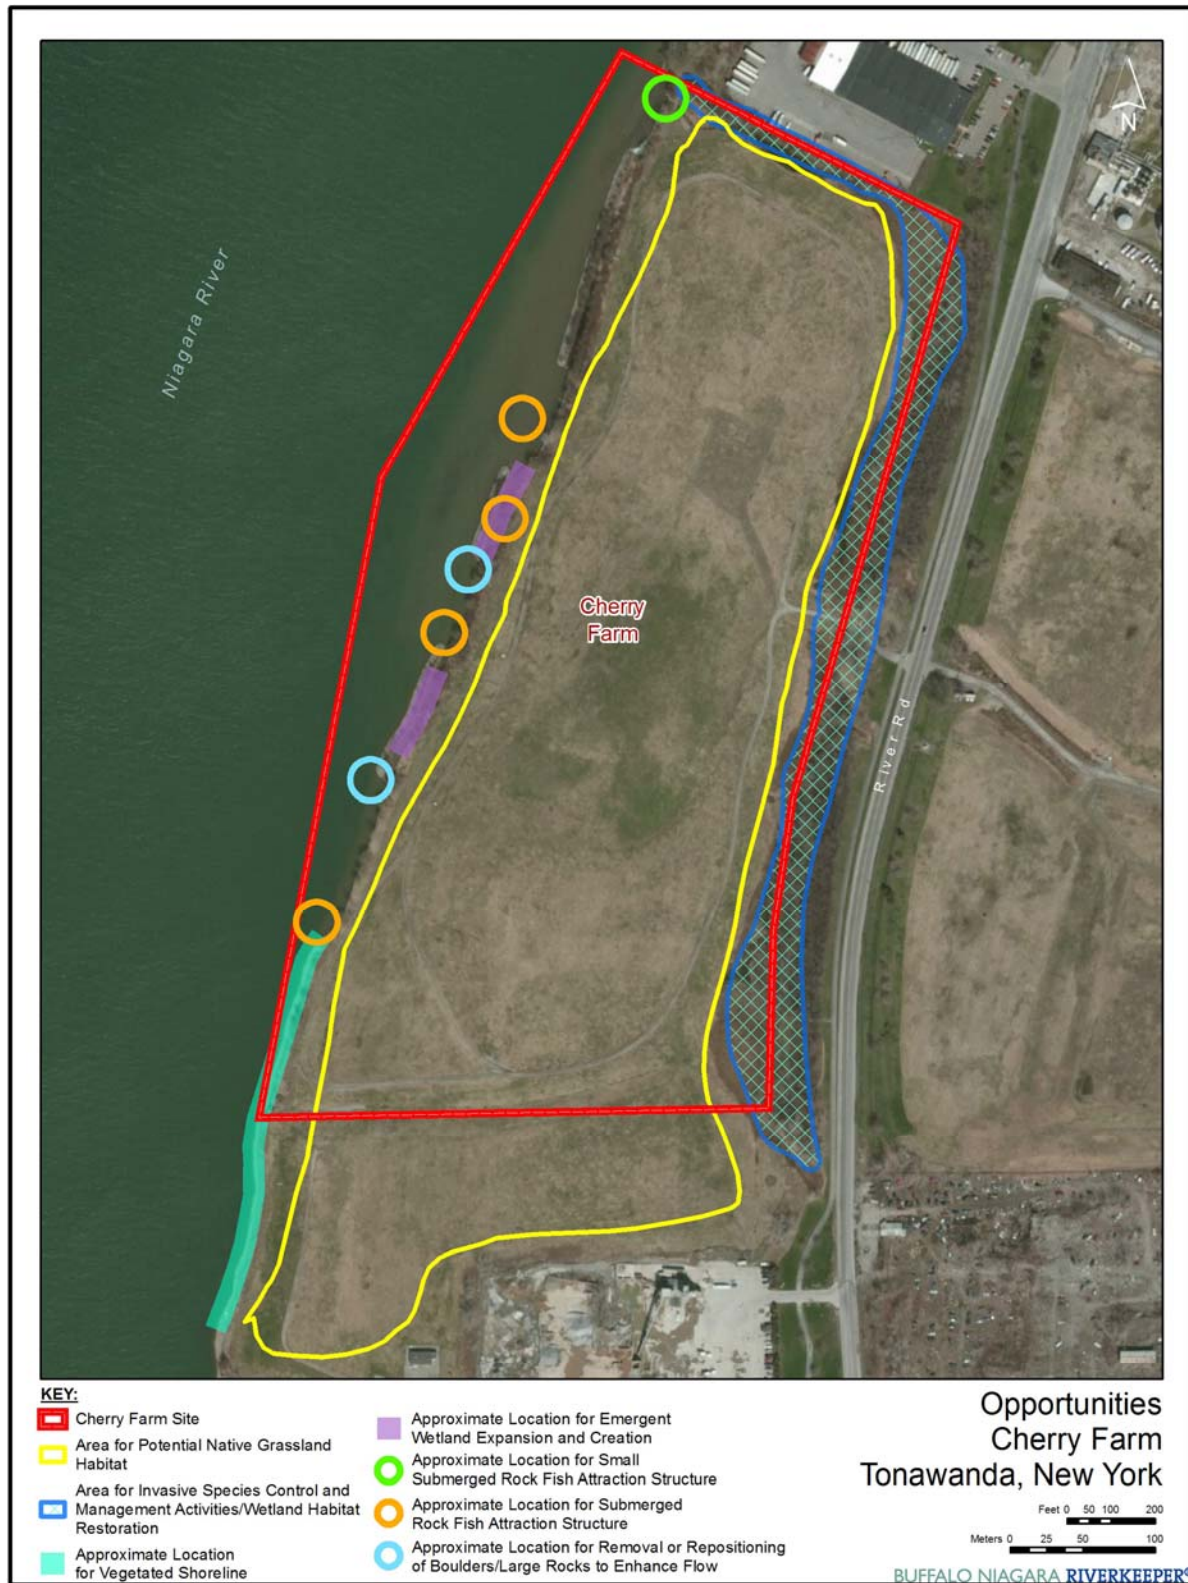 N
Niagara River
Cherry
Farm
River Rd
KEY:
Cherry Farm Site
Area for Potential Native Grassland
Habitat
Area for Invasive Species Control and
Management Activities/Wetland Habitat
Restoration
Approximate Location
for Vegetated Shoreline
Approximate Location for Emergent
Wetland Expansion and Creation
Approximate Location for Small
Submerged Rock Fish Attraction Structure
Approximate Location for Submerged
Rock Fish Attraction Structure
Approximate Location for Removal or Repositioning
of Boulders/Large Rocks to Enhance Flow
Opportunities
Cherry Farm
Tonawanda, New York
Feet 0 50 100 200
Meters 0 25 50 100
BUFFALO NIAGARA RIVERKEEPER®